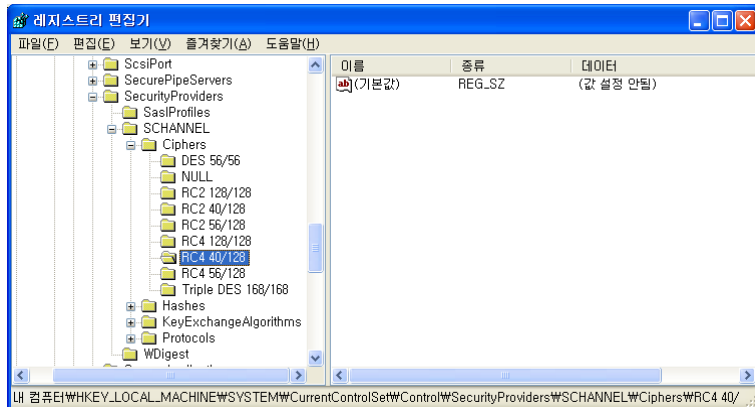 레지스트리 편집기
파일(F) 편집(E) 보기(V) 즐겨찾기(A) 도움말(H)
ScsiPort
SecurePipeServers
SecurityProviders
SaslProfiles
SCHANNEL
Ciphers
DES 56/56
NULL
RC2 128/128
RC2 40/128
RC2 56/128
RC4 128/128
RC4 40/128
RC4 56/128
Triple DES 168/168
Hashes
KeyExchangeAlgorithms
Protocols
WDigest
이름 종류 데이터
ab (기본값) REG_SZ (값 설정 안됨)
내 컴퓨터₩HKEY_LOCAL_MACHINE₩SYSTEM₩CurrentControlSet₩Control₩SecurityProviders₩SCHANNEL₩Ciphers₩RC4 40/